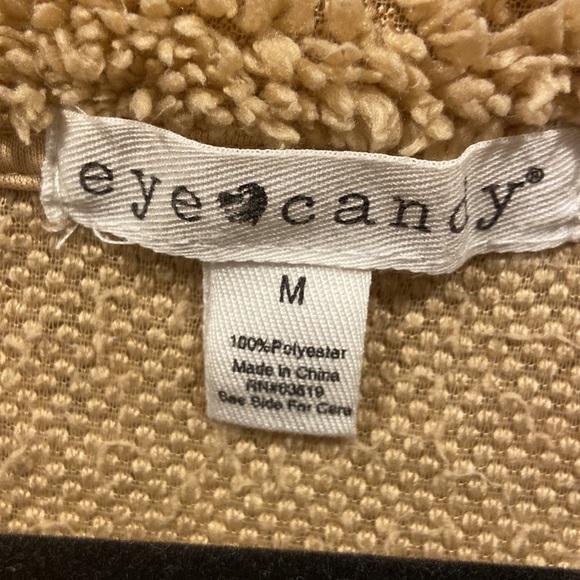 eye candy®
M
100%Polyester
Made In China
RN#63619
See Side For Care